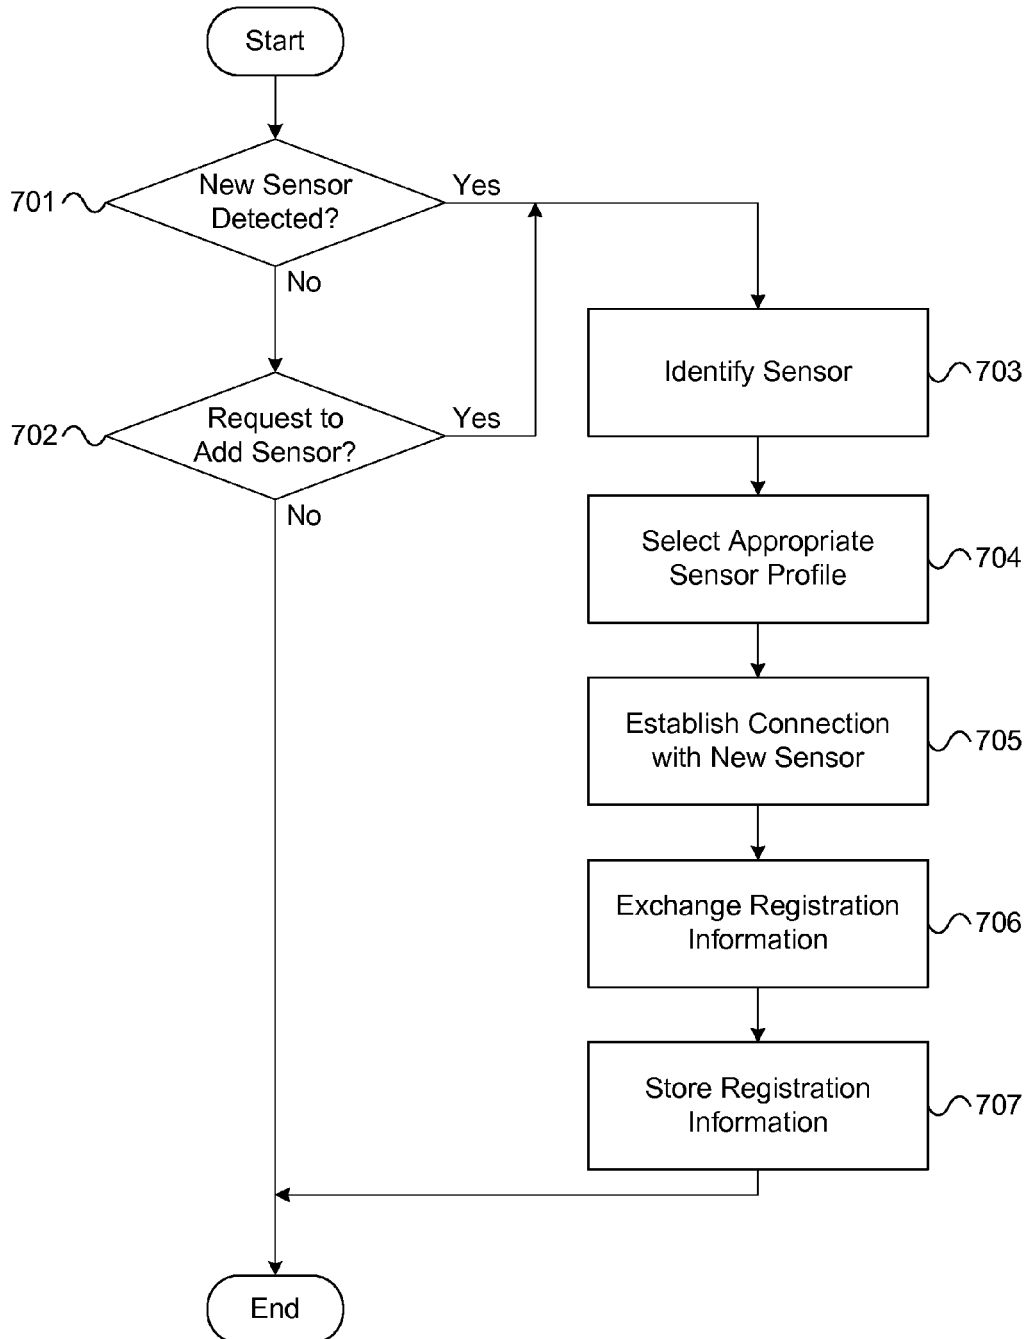 Start
701
New Sensor
Detected?
Yes
No
702
Request to
Add Sensor?
Yes
No
Identify Sensor
703
Select Appropriate
Sensor Profile
704
Establish Connection
with New Sensor
705
Exchange Registration
Information
706
Store Registration
Information
707
End